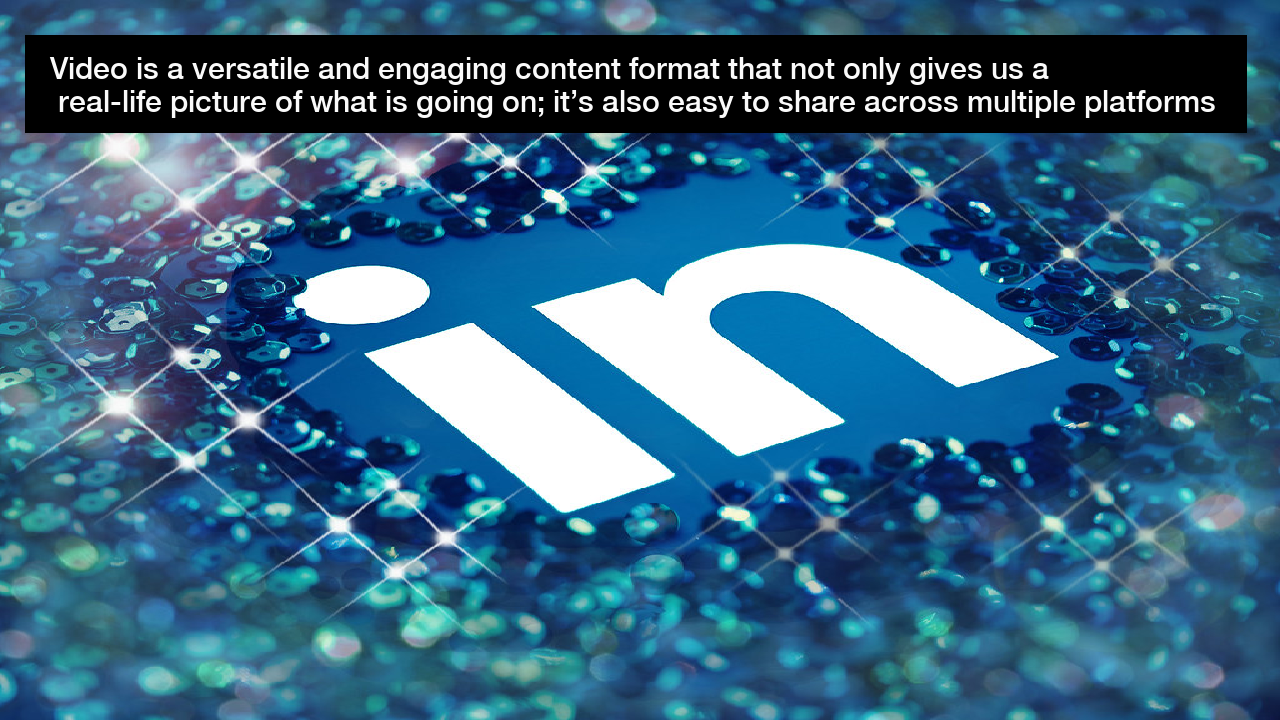 Video is a versatile and engaging content format that not only gives us a
real-life picture of what is going on; it’s also easy to share across multiple platforms
in